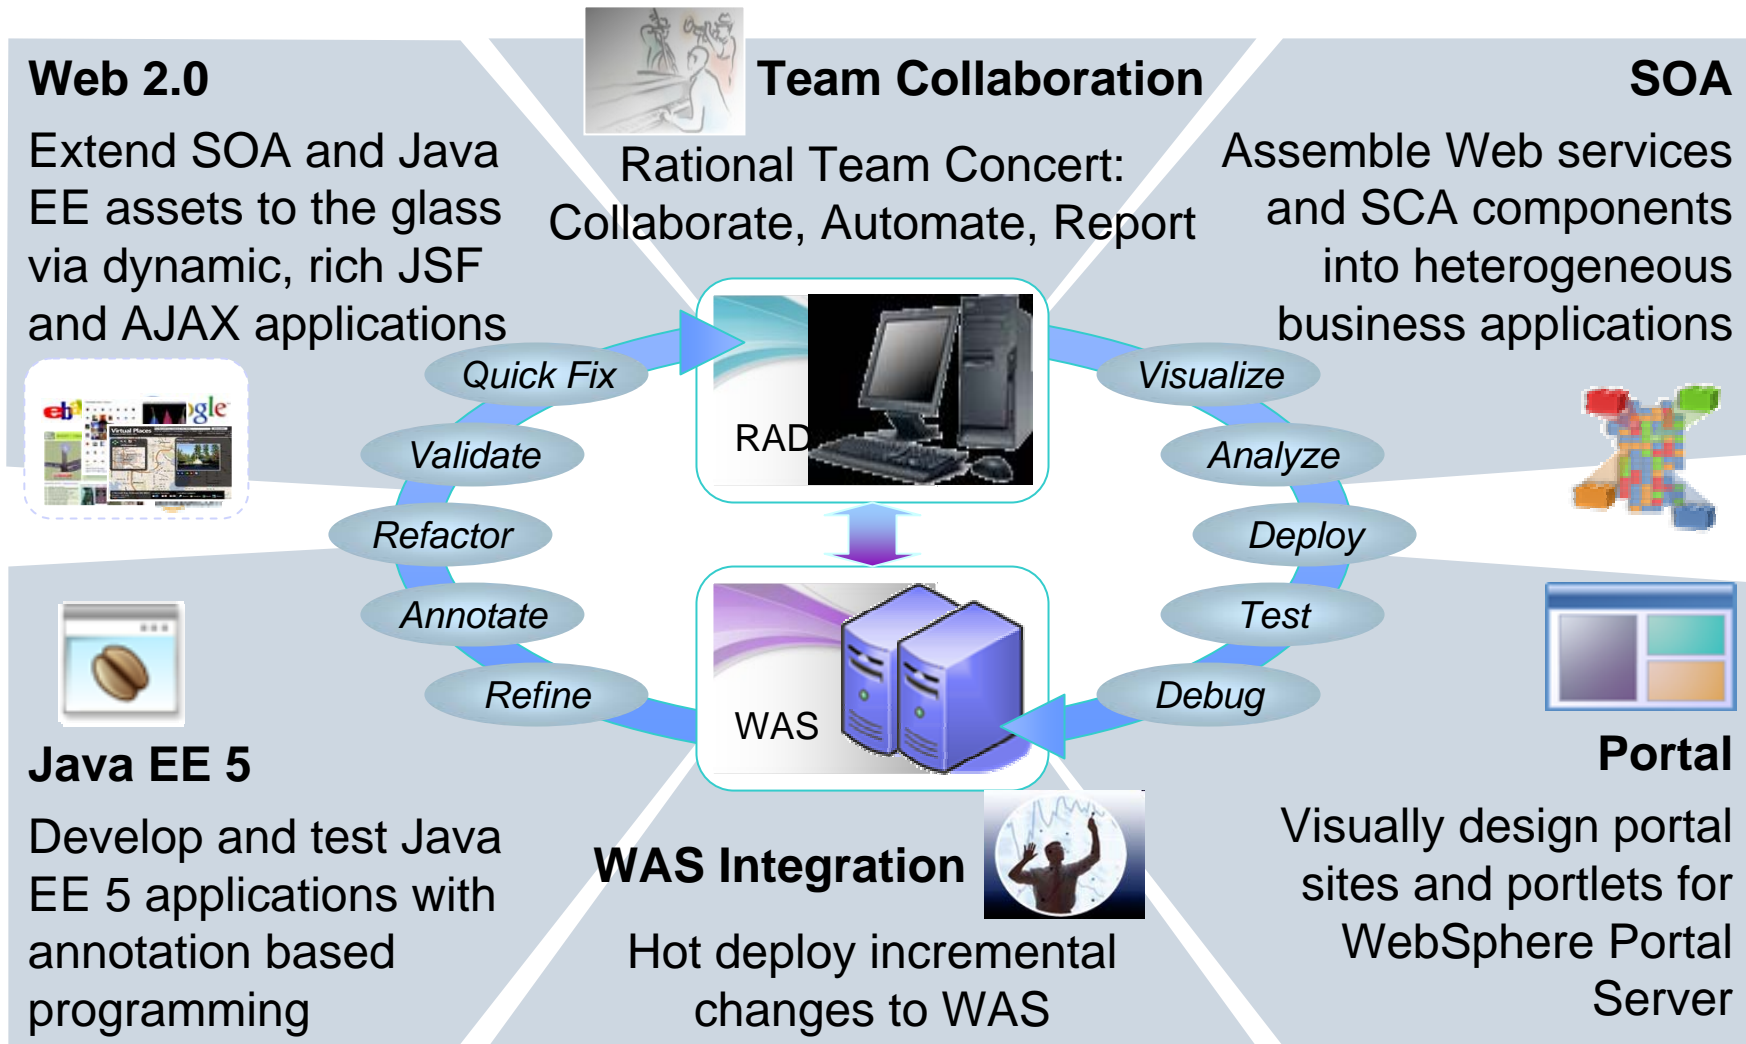 Web 2.0
Extend SOA and Java
EE assets to the glass
via dynamic, rich JSF
and AJAX applications
Team Collaboration
Rational Team Concert:
Collaborate, Automate, Report
SOA
Assemble Web services
and SCA components
into heterogeneous
business applications
Quick Fix
Validate
Refactor
Annotate
Refine
RAD
WAS
Visualize
Analyze
Deploy
Test
Debug
Virtual Places
Java EE 5
Develop and test Java
EE 5 applications with
annotation based
programming
WAS Integration
Hot deploy incremental
changes to WAS
Portal
Visually design portal
sites and portlets for
WebSphere Portal
Server